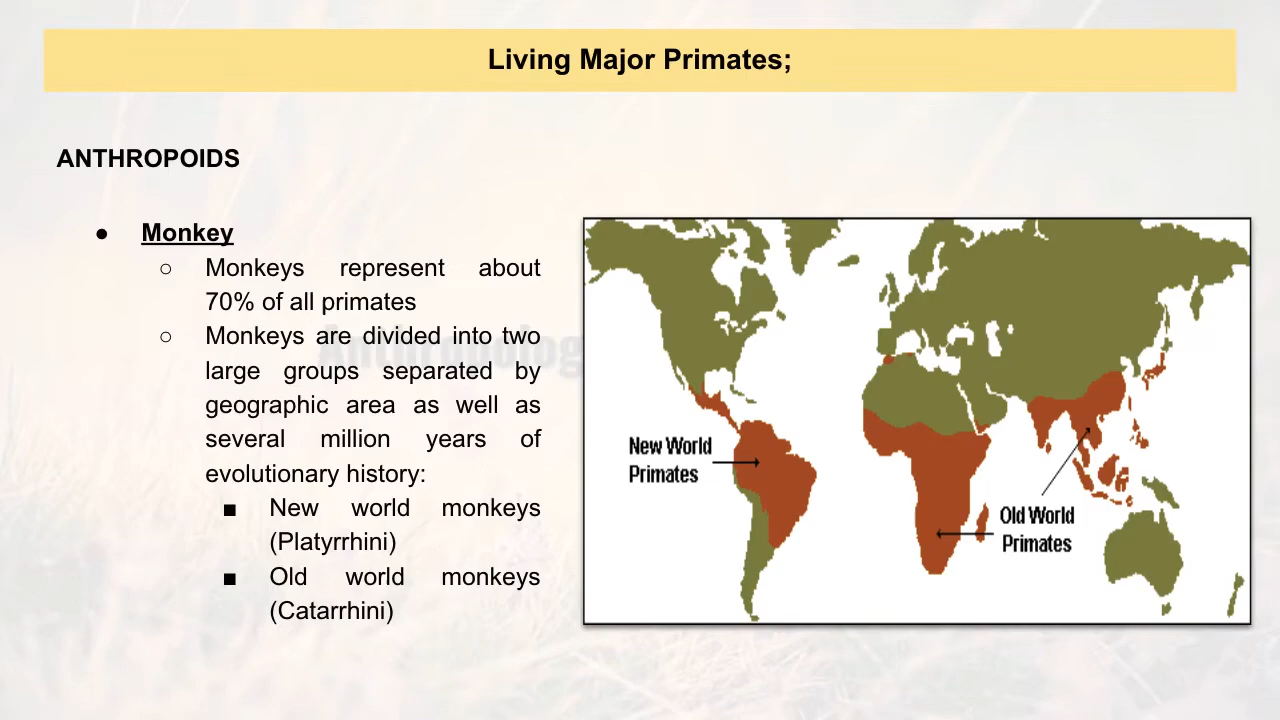 Living Major Primates;
ANTHROPOIDS
● Monkey
○ Monkeys represent about
70% of all primates
○ Monkeys are divided into two
large groups separated by
geographic area as well as
several million years of
evolutionary history:
■ New world monkeys
(Platyrrhini)
■ Old world monkeys
(Catarrhini)
New World
Primates
Old World
Primates